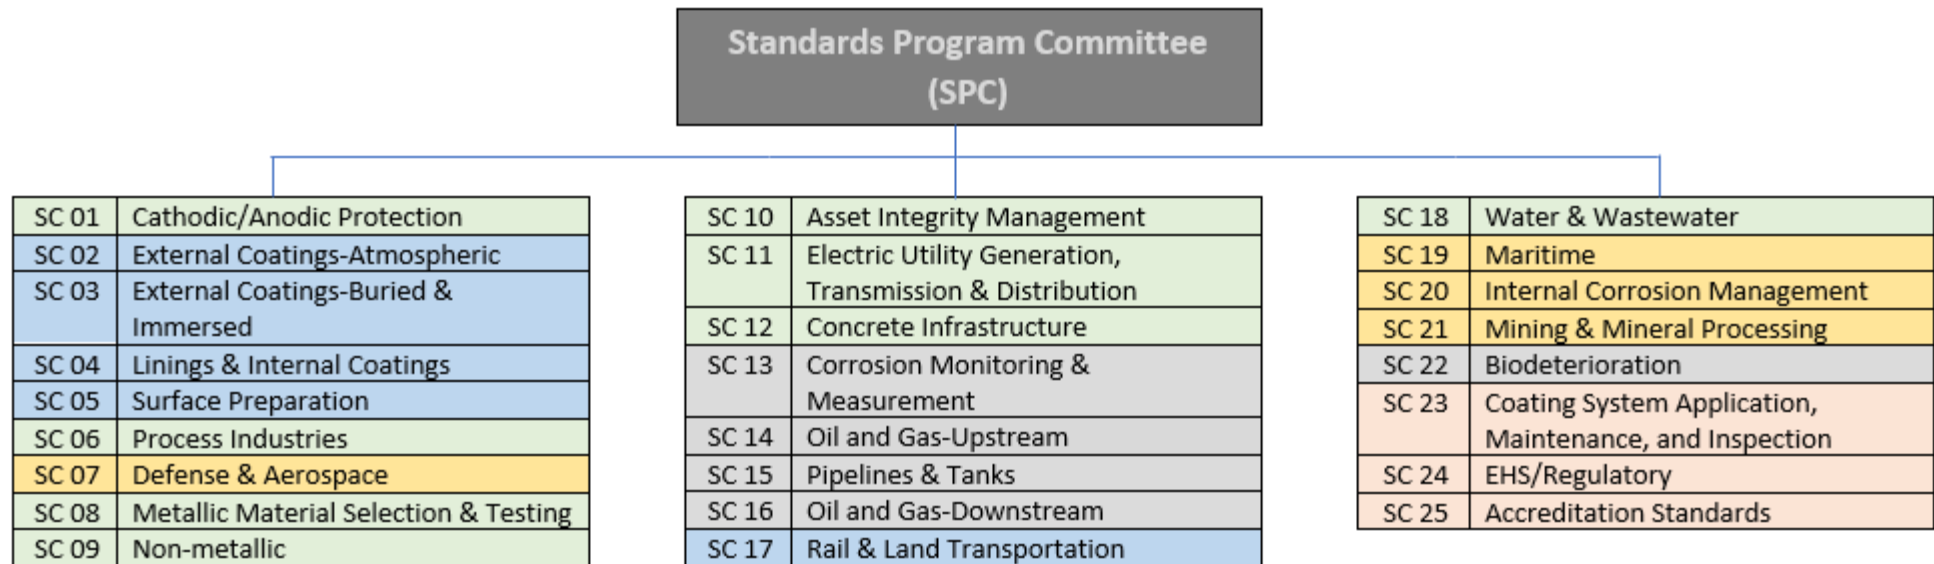 Standards Program Committee
(SPC)
SC 01 Cathodic/Anodic Protection
SC 02 External Coatings-Atmospheric
SC 03 External Coatings-Buried &
Immersed
SC 04 Linings & Internal Coatings
SC 05 Surface Preparation
SC 06 Process Industries
SC 07 Defense & Aerospace
SC 08 Metallic Material Selection & Testing
SC 09 Non-metallic
SC 10 Asset Integrity Management
SC 11 Electric Utility Generation,
Transmission & Distribution
SC 12 Concrete Infrastructure
SC 13 Corrosion Monitoring &
Measurement
SC 14 Oil and Gas-Upstream
SC 15 Pipelines & Tanks
SC 16 Oil and Gas-Downstream
SC 17 Rail & Land Transportation
SC 18 Water & Wastewater
SC 19 Maritime
SC 20 Internal Corrosion Management
SC 21 Mining & Mineral Processing
SC 22 Biodeterioration
SC 23 Coating System Application,
Maintenance, and Inspection
SC 24 EHS/Regulatory
SC 25 Accreditation Standards